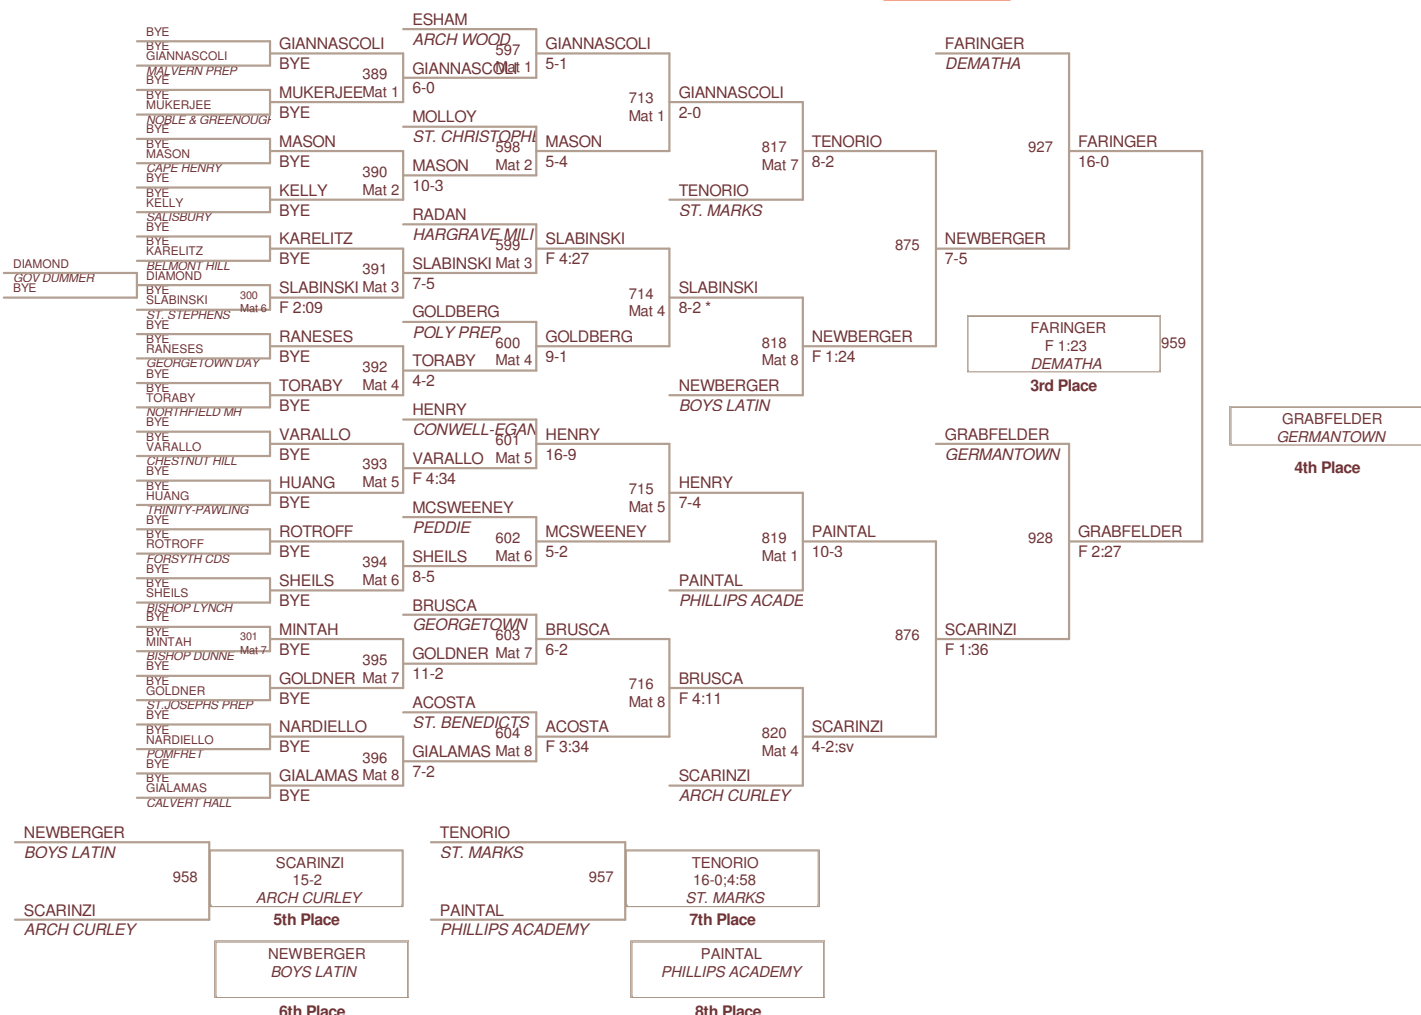 DIAMOND
GOV DUMMER
BYE
BYE
BYE
GIANNASCOLI
MALVERN PREP
BYE
BYE
MUKERJEE
NOBLE & GREENOUGH
BYE
BYE
MASON
CAPE HENRY
BYE
BYE
KELLY
SALISBURY
BYE
BYE
KARELITZ
BELMONT HILL
DIAMOND
BYE
SLABINSKI
300
Mat 6
ST. STEPHENS
BYE
BYE
RANESES
GEORGETOWN DAY
BYE
BYE
TORABY
NORTHFIELD MH
BYE
BYE
VARALLO
CHESTNUT HILL
BYE
BYE
HUANG
TRINITY-PAWLING
BYE
BYE
ROTROFF
FORSYTH CDS
BYE
BYE
SHEILS
BISHOP LYNCH
BYE
BYE
MINTAH
301
Mat 7
BISHOP DUNNE
BYE
BYE
GOLDNER
ST.JOSEPHS PREP
BYE
BYE
NARDIELLO
POMFRET
BYE
BYE
GIALAMAS
CALVERT HALL
GIANNASCOLI
BYE
389
Mat 1
MUKERJEE
BYE
MASON
BYE
390
Mat 2
KELLY
BYE
KARELITZ
BYE
391
Mat 3
SLABINSKI
F 2:09
RANESES
BYE
392
Mat 4
TORABY
BYE
VARALLO
BYE
393
Mat 5
HUANG
BYE
ROTROFF
BYE
394
Mat 6
SHEILS
BYE
MINTAH
BYE
395
Mat 7
GOLDNER
BYE
NARDIELLO
BYE
396
Mat 8
GIALAMAS
BYE
ESHAM
ARCH WOOD
597
Mat 1
GIANNASCOLI
6-0
MOLLOY
ST. CHRISTOPHE
598
Mat 2
MASON
10-3
RADAN
HARGRAVE MILI
599
Mat 3
SLABINSKI
7-5
GOLDBERG
POLY PREP
600
Mat 4
TORABY
4-2
HENRY
CONWELL-EGAN
601
Mat 5
VARALLO
F 4:34
MCSWEENEY
PEDDIE
602
Mat 6
SHEILS
8-5
BRUSCA
GEORGETOWN
603
Mat 7
GOLDNER
11-2
ACOSTA
ST. BENEDICTS
604
Mat 8
GIALAMAS
7-2
GIANNASCOLI
5-1
713
Mat 1
MASON
5-4
SLABINSKI
F 4:27
714
Mat 4
GOLDBERG
9-1
HENRY
16-9
715
Mat 5
MCSWEENEY
5-2
BRUSCA
6-2
716
Mat 8
ACOSTA
F 3:34
GIANNASCOLI
2-0
817
Mat 7
TENORIO
ST. MARKS
SLABINSKI
8-2 *
818
Mat 8
NEWBERGER
BOYS LATIN
HENRY
7-4
819
Mat 1
PAINTAL
PHILLIPS ACADE
BRUSCA
F 4:11
820
Mat 4
SCARINZI
ARCH CURLEY
TENORIO
8-2
875
NEWBERGER
F 1:24
PAINTAL
10-3
876
SCARINZI
4-2;sv
FARINGER
DEMATHA
927
NEWBERGER
7-5
GRABFELDER
GERMANTOWN
928
SCARINZI
F 1:36
FARINGER
16-0
959
GRABFELDER
F 2:27
FARINGER
F 1:23
DEMATHA
3rd Place
GRABFELDER
GERMANTOWN
4th Place
NEWBERGER
BOYS LATIN
958
SCARINZI
ARCH CURLEY
SCARINZI
15-2
ARCH CURLEY
5th Place
NEWBERGER
BOYS LATIN
6th Place
TENORIO
ST. MARKS
957
PAINTAL
PHILLIPS ACADEMY
TENORIO
16-0;4:58
ST. MARKS
7th Place
PAINTAL
PHILLIPS ACADEMY
8th Place